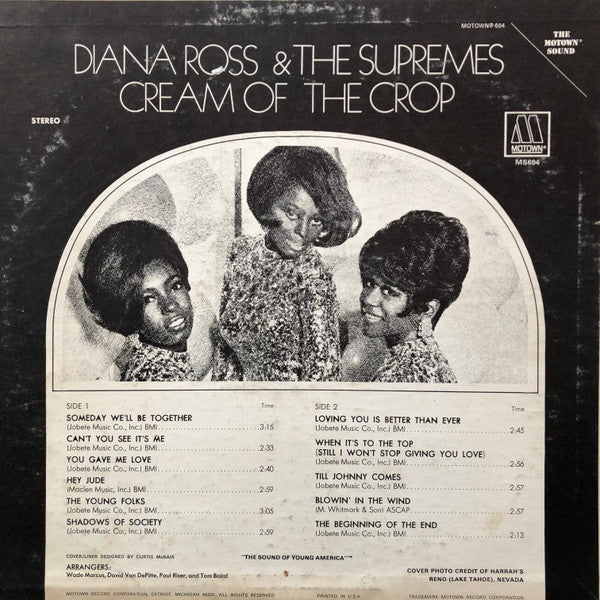 MOTOWN® 694
THE
MOTOWN®
SOUND
DIANA ROSS & THE SUPREMES
CREAM OF THE CROP
STEREO
M
MOTOWN®
MS694
SIDE 1 Time
SOMEDAY WE'LL BE TOGETHER
(Jobete Music Co., Inc.) BMI 3:15
CAN'T YOU SEE IT'S ME
(Jobete Music Co., Inc.) BMI 2:33
YOU GAVE ME LOVE
(Jobete Music Co., Inc.) BMI 2:40
HEY JUDE
(Maclen Music, Inc.) BMI 2:59
THE YOUNG FOLKS
(Jobete Music Co., Inc.) BMI 3:05
SHADOWS OF SOCIETY
(Jobete Music Co., Inc.) BMI 2:59
SIDE 2 Time
LOVING YOU IS BETTER THAN EVER
(Jobete Music Co., Inc.) BMI 2:45
WHEN IT'S TO THE TOP
(STILL I WON'T STOP GIVING YOU LOVE)
(Jobete Music Co., Inc.) BMI 2:56
TILL JOHNNY COMES
(Jobete Music Co., Inc.) BMI 2:57
BLOWIN' IN THE WIND
(M. Whitmark & Son) ASCAP 2:57
THE BEGINNING OF THE END
(Jobete Music Co., Inc.) BMI 2:13
COVER/LINER DESIGNED BY CURTIS McNAIR
"THE SOUND OF YOUNG AMERICA"™
ARRANGERS:
Wade Marcus, David Van DePitte, Paul Riser, and Tom Baird
COVER PHOTO CREDIT OF HARRAH'S
RENO (LAKE TAHOE), NEVADA
MOTOWN RECORD CORPORATION, DETROIT, MICHIGAN 48201, ALL RIGHTS RESERVED
PRINTED IN U.S.A.
TRADEMARK MOTOWN RECORD CORPORATION